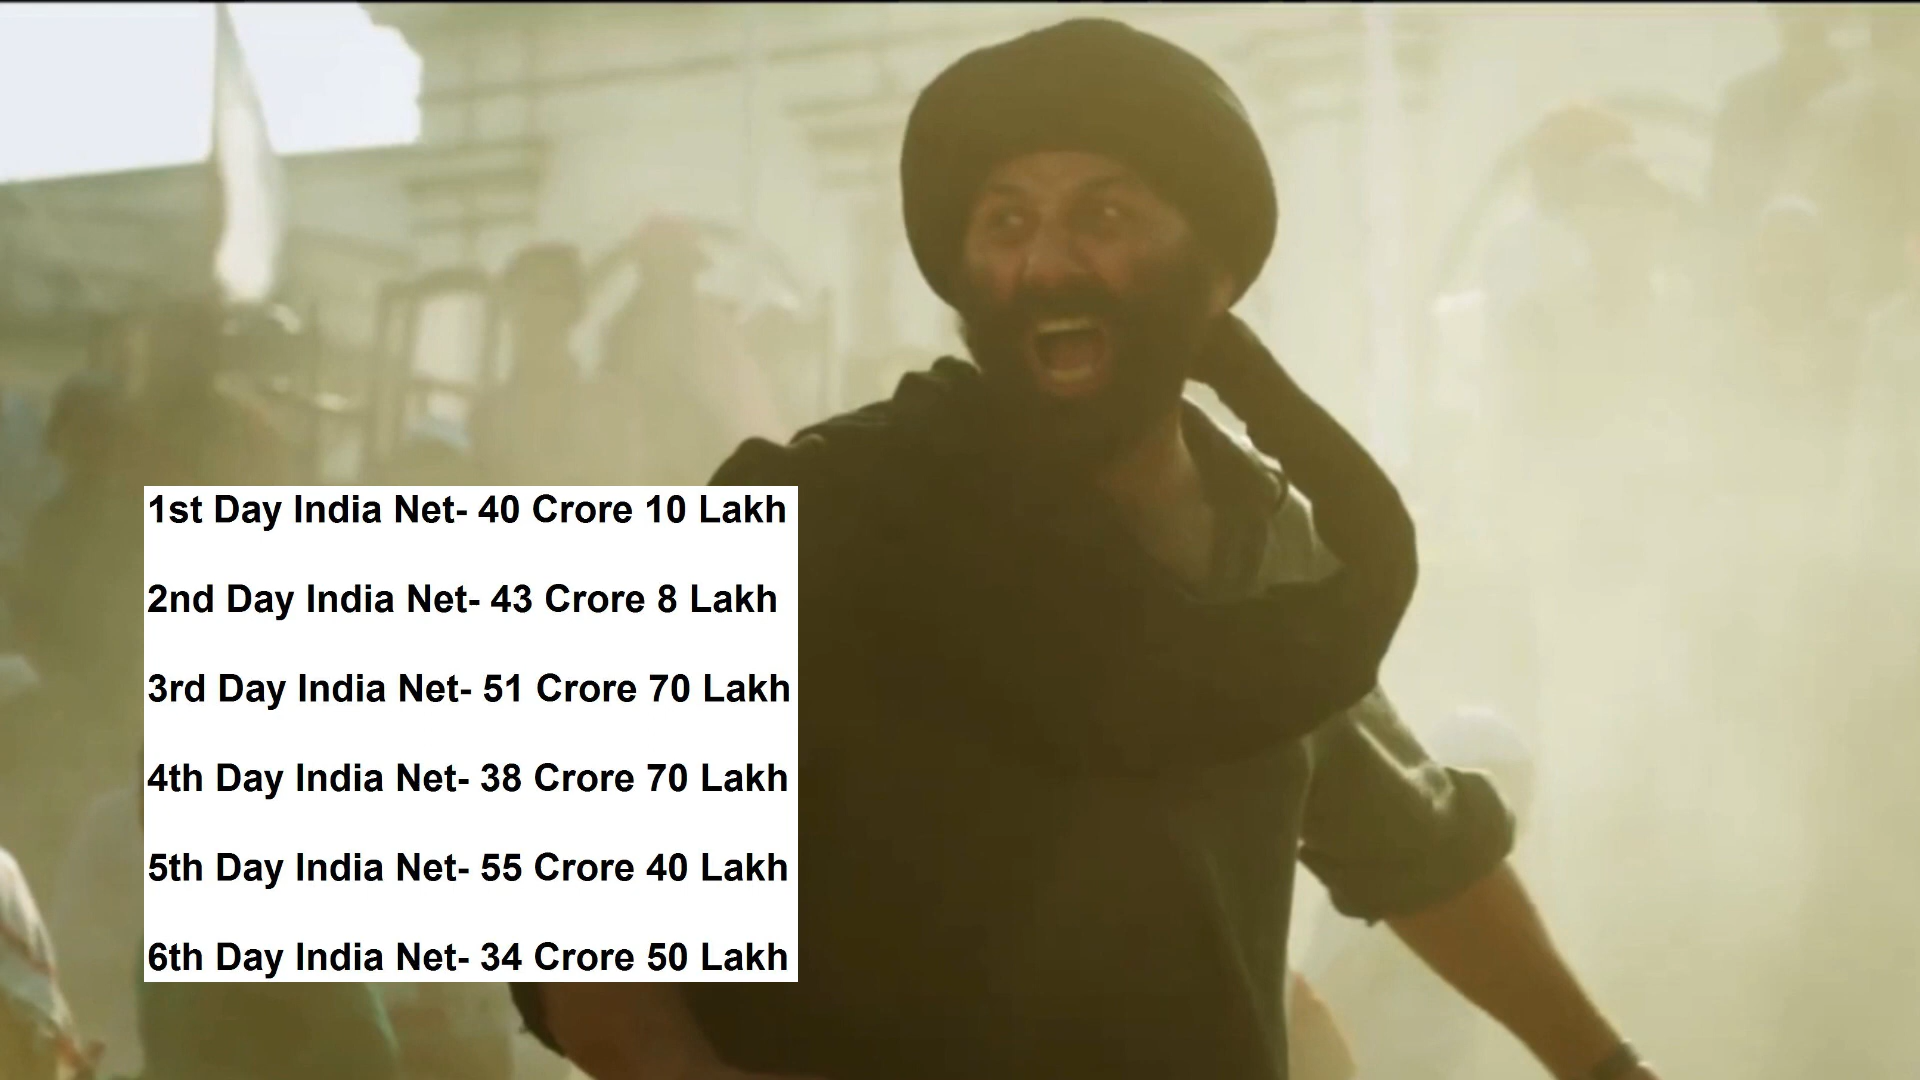 1st Day India Net- 40 Crore 10 Lakh
2nd Day India Net- 43 Crore 8 Lakh
3rd Day India Net- 51 Crore 70 Lakh
4th Day India Net- 38 Crore 70 Lakh
5th Day India Net- 55 Crore 40 Lakh
6th Day India Net- 34 Crore 50 Lakh